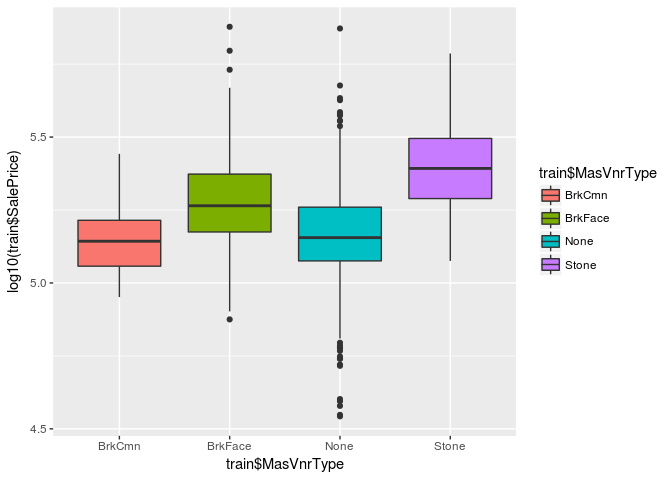 log10(train$SalePrice)
5.5
5.0
4.5
BrkCmn
BrkFace
None
Stone
train$MasVnrType
train$MasVnrType
BrkCmn
BrkFace
None
Stone